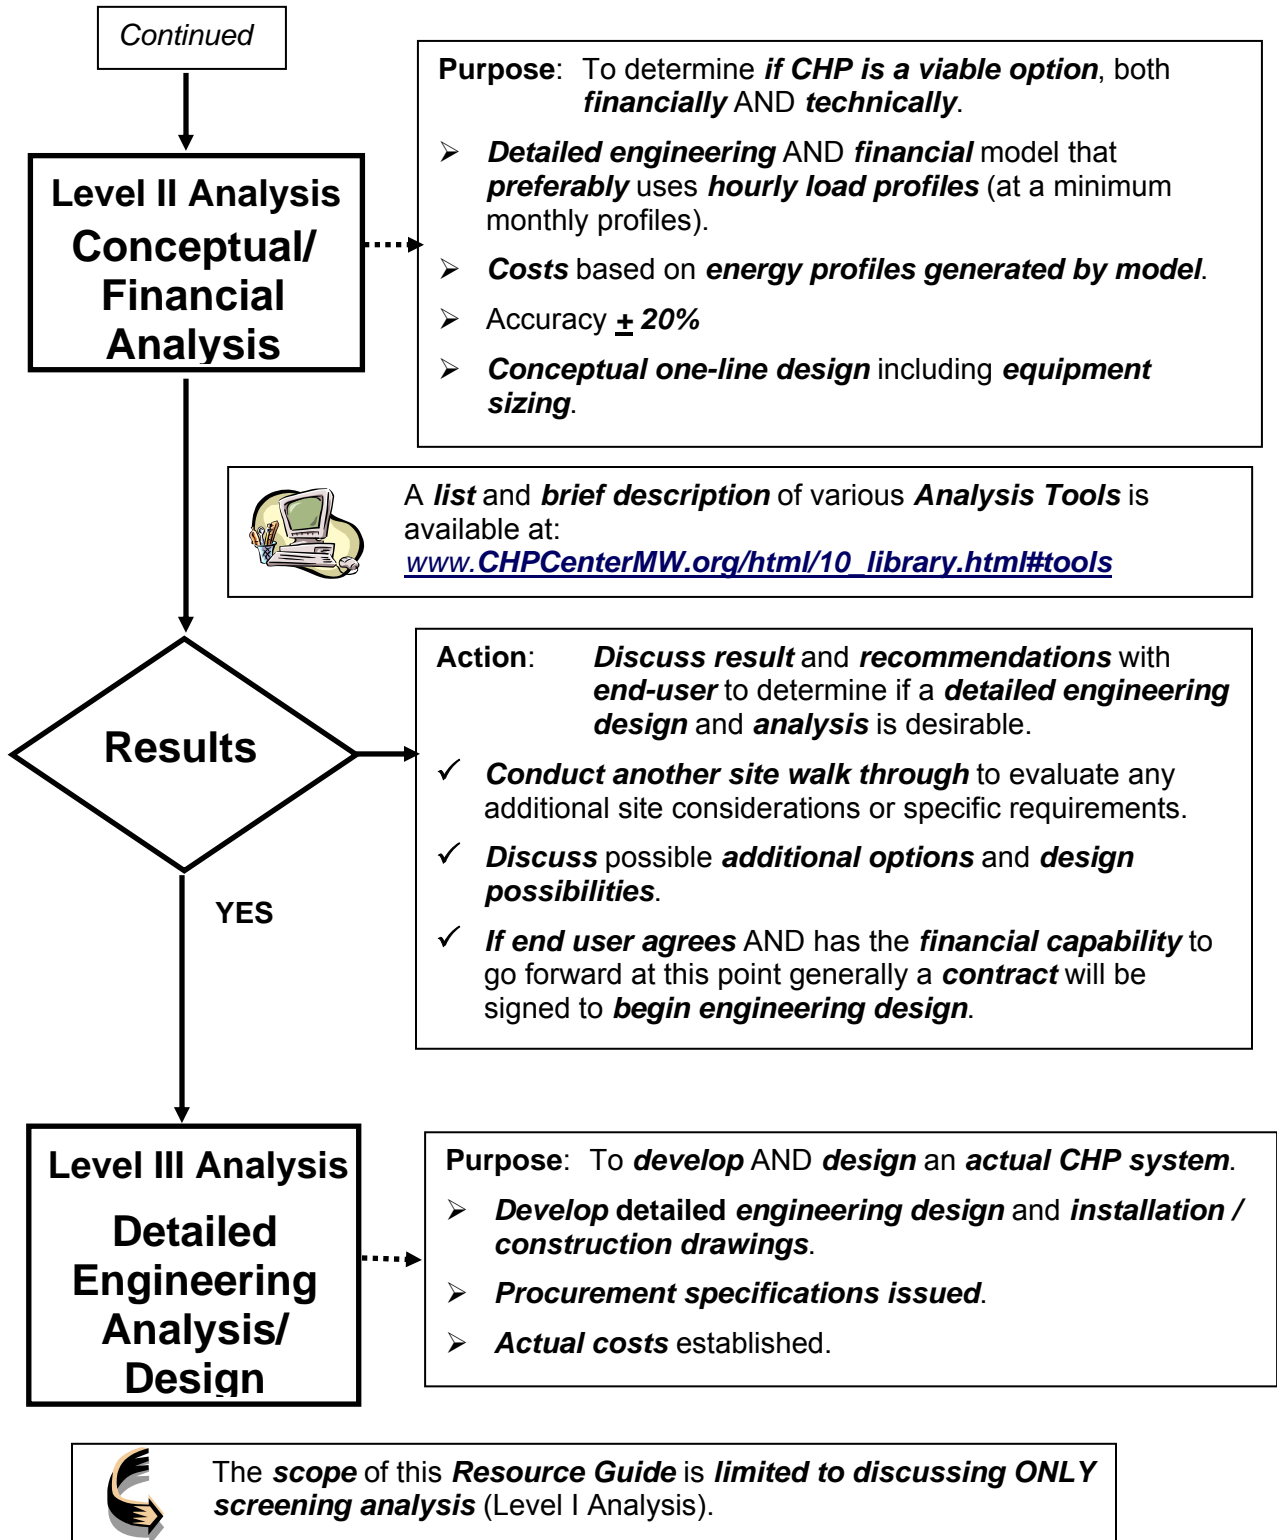 Continued
Purpose: To determine if CHP is a viable option, both
financially AND technically.
➢ Detailed engineering AND financial model that
preferably uses hourly load profiles (at a minimum
monthly profiles).
➢ Costs based on energy profiles generated by model.
➢ Accuracy + 20%
➢ Conceptual one-line design including equipment
sizing.
Level II Analysis
Conceptual/
Financial
Analysis
A list and brief description of various Analysis Tools is
available at:
www.CHPCenterMW.org/html/10_library.html#tools
Results
YES
Action: Discuss result and recommendations with
end-user to determine if a detailed engineering
design and analysis is desirable.
✓ Conduct another site walk through to evaluate any
additional site considerations or specific requirements.
✓ Discuss possible additional options and design
possibilities.
✓ If end user agrees AND has the financial capability to
go forward at this point generally a contract will be
signed to begin engineering design.
Level III Analysis
Detailed
Engineering
Analysis/
Design
Purpose: To develop AND design an actual CHP system.
➢ Develop detailed engineering design and installation /
construction drawings.
➢ Procurement specifications issued.
➢ Actual costs established.
The scope of this Resource Guide is limited to discussing ONLY
screening analysis (Level I Analysis).